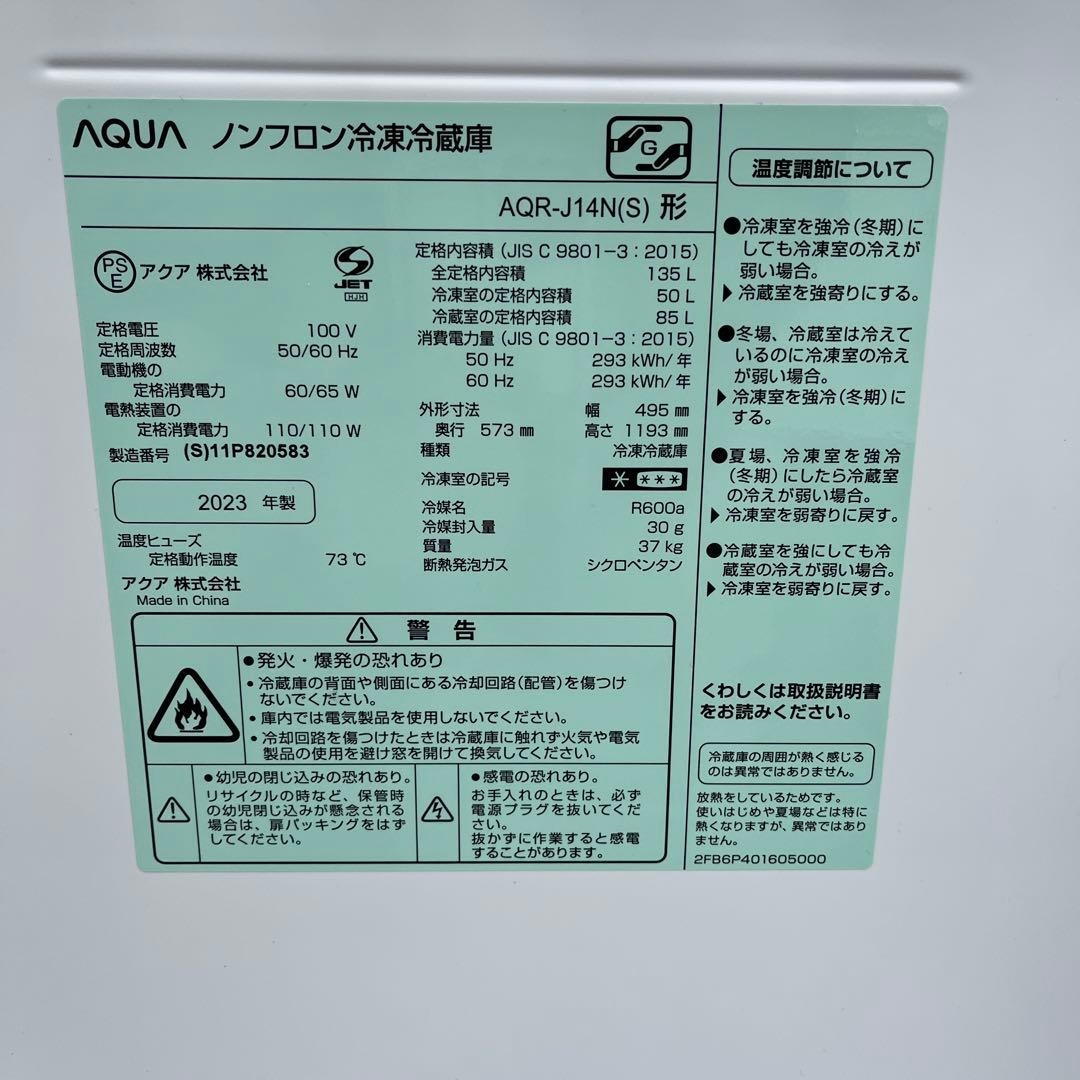 AQUA ノンフロン冷凍冷蔵庫
G
AQR-J14N(S) 形
PS
E
アクア 株式会社
S
JET
HJH
定格電圧 100 V
定格周波数 50/60 Hz
電動機の
定格消費電力 60/65 W
電熱装置の
定格消費電力 110/110 W
製造番号 (S)11P820583
2023 年製
温度ヒューズ
定格動作温度 73 ℃
アクア 株式会社
Made in China
定格内容積 (JIS C 9801-3:2015)
全定格内容積 135 L
冷凍室の定格内容積 50 L
冷蔵室の定格内容積 85 L
消費電力量 (JIS C 9801-3:2015)
50 Hz 293 kWh/年
60 Hz 293 kWh/年
外形寸法 幅 495 ㎜
奥行 573 ㎜ 高さ 1193 ㎜
種類 冷凍冷蔵庫
冷凍室の記号 * ***
冷媒名 R600a
冷媒封入量 30 g
質量 37 kg
断熱発泡ガス シクロペンタン
警 告
●発火・爆発の恐れあり
・冷蔵庫の背面や側面にある冷却回路(配管)を傷つけ
ないでください。
・庫内では電気製品を使用しないでください。
・冷却回路を傷つけたときは冷蔵庫に触れず火気や電気
製品の使用を避け窓を開けて換気してください。
●幼児の閉じ込みの恐れあり。
リサイクルの時など、保管時
の幼児閉じ込みが懸念される
場合は、扉パッキングをはず
してください。
●感電の恐れあり。
お手入れのときは、必ず
電源プラグを抜いてくだ
さい。
抜かずに作業すると感電
することがあります。
温度調節について
●冷凍室を強冷(冬期)に
しても冷凍室の冷えが
弱い場合。
▶冷蔵室を強寄りにする。
●冬場、冷蔵室は冷えて
いるのに冷凍室の冷え
が弱い場合。
▶冷凍室を強冷(冬期)に
する。
●夏場、冷凍室を強冷
(冬期)にしたら冷蔵室
の冷えが弱い場合。
▶冷凍室を弱寄りに戻す。
●冷蔵室を強にしても冷
蔵室の冷えが弱い場合。
▶冷凍室を弱寄りに戻す。
くわしくは取扱説明書
をお読みください。
冷蔵庫の周囲が熱く感じる
のは異常ではありません。
放熱をしているためです。
使いはじめや夏場などは特に
熱くなりますが、異常ではあり
ません。
2FB6P401605000